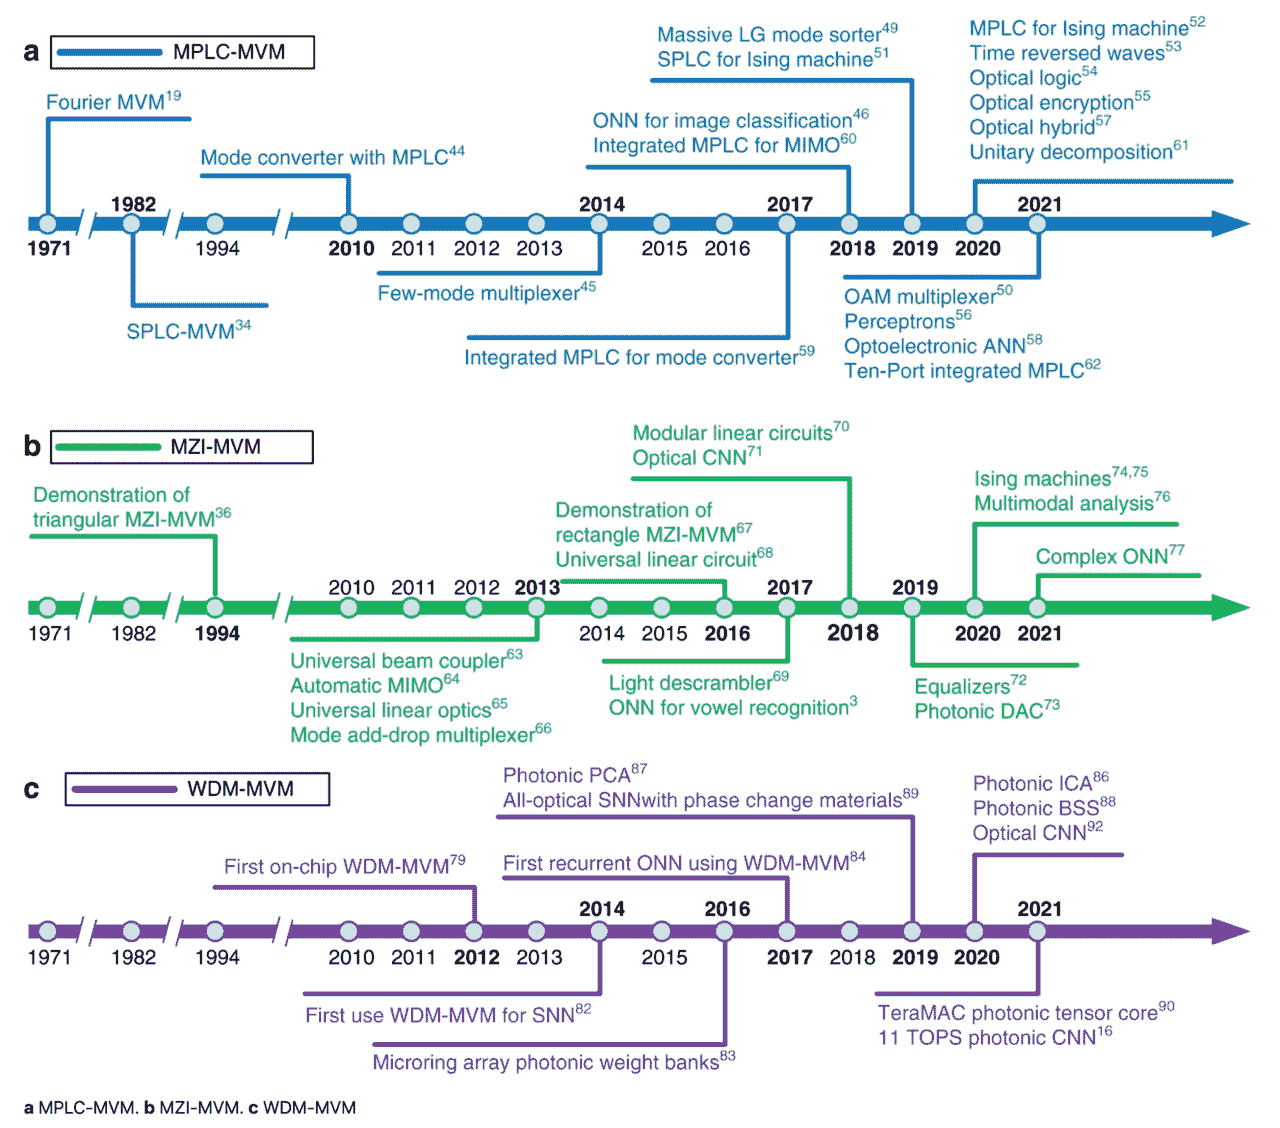 a MPLC-MVM
Massive LG mode sorter49
SPLC for Ising machine51
MPLC for Ising machine52
Time reversed waves53
Optical logic54
Optical encryption55
Optical hybrid57
Unitary decomposition61
Fourier MVM19
ONN for image classification46
Integrated MPLC for MIMO60
Mode converter with MPLC44
1982 2014 2017 2021
1971 1994 2010 2011 2012 2013 2015 2016 2018 2019 2020
Few-mode multiplexer45
SPLC-MVM34
Integrated MPLC for mode converter59
OAM multiplexer50
Perceptrons56
Optoelectronic ANN58
Ten-Port integrated MPLC62
b MZI-MVM
Modular linear circuits70
Optical CNN71
Demonstration of
triangular MZI-MVM36
Demonstration of
rectangle MZI-MVM67
Universal linear circuit68
Ising machines74,75
Multimodal analysis76
Complex ONN77
2010 2011 2012 2013 2017 2019
1971 1982 1994 2014 2015 2016 2018 2020 2021
Universal beam coupler63
Automatic MIMO64
Universal linear optics65
Mode add-drop multiplexer66
Light descrambler69
ONN for vowel recognition3
Equalizers72
Photonic DAC73
c WDM-MVM
Photonic PCA87
All-optical SNNwith phase change materials89
Photonic ICA86
Photonic BSS88
Optical CNN92
First on-chip WDM-MVM79
First recurrent ONN using WDM-MVM84
2014 2016 2021
1971 1982 1994 2010 2011 2012 2013 2015 2017 2018 2019 2020
First use WDM-MVM for SNN82
Microring array photonic weight banks83
TeraMAC photonic tensor core90
11 TOPS photonic CNN16
a MPLC-MVM. b MZI-MVM. c WDM-MVM